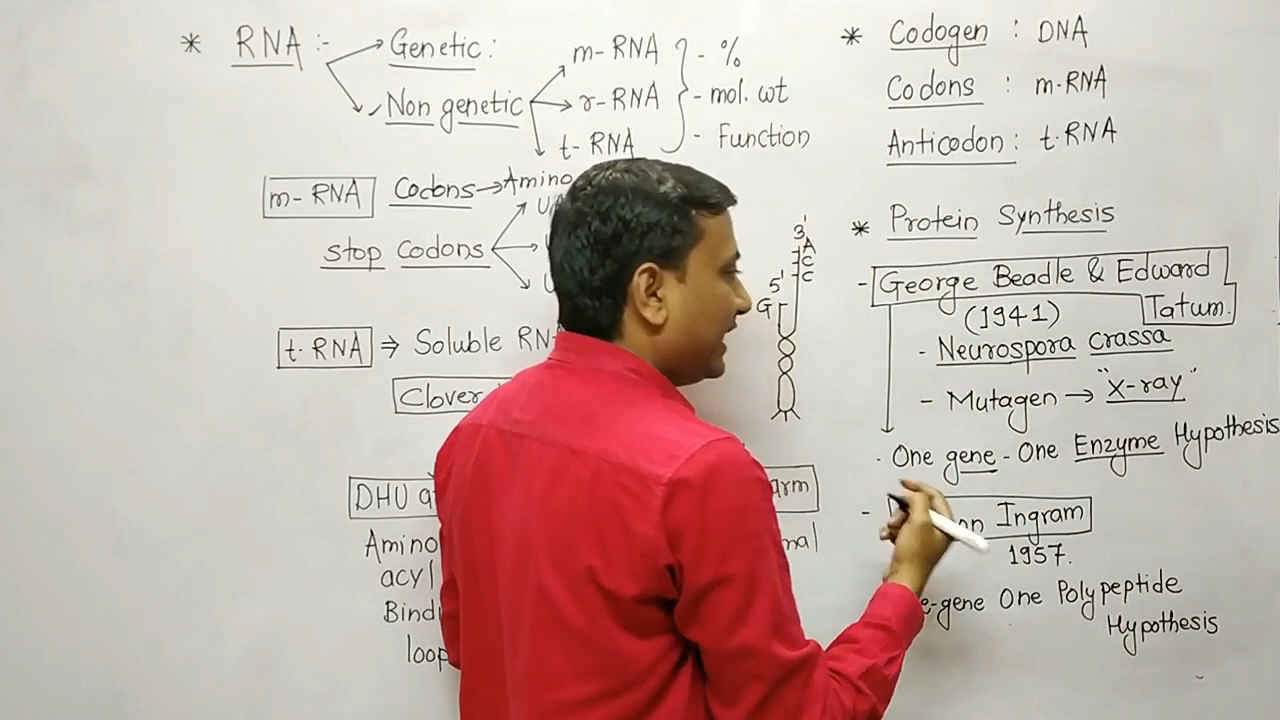 * RNA :-
Genetic :
Non genetic
m-RNA
r-RNA
t-RNA
- %
- mol. wt
- Function
m-RNA Codons → Amino
stop Codons
t.RNA ⇒ Soluble
Clover
DHU
Amino
acyl
loop
arm
3'
A
C
C
5'
G
* Codogen : DNA
Codons : m-RNA
Anticodon : t.RNA
* Protein Synthesis
- George Beadle & Edward
Tatum.
(1941)
- Neurospora crassa
- Mutagen → "X-ray"
. One gene - One Enzyme Hypothesis
- Ingram
1957.
-gene One Polypeptide
Hypothesis